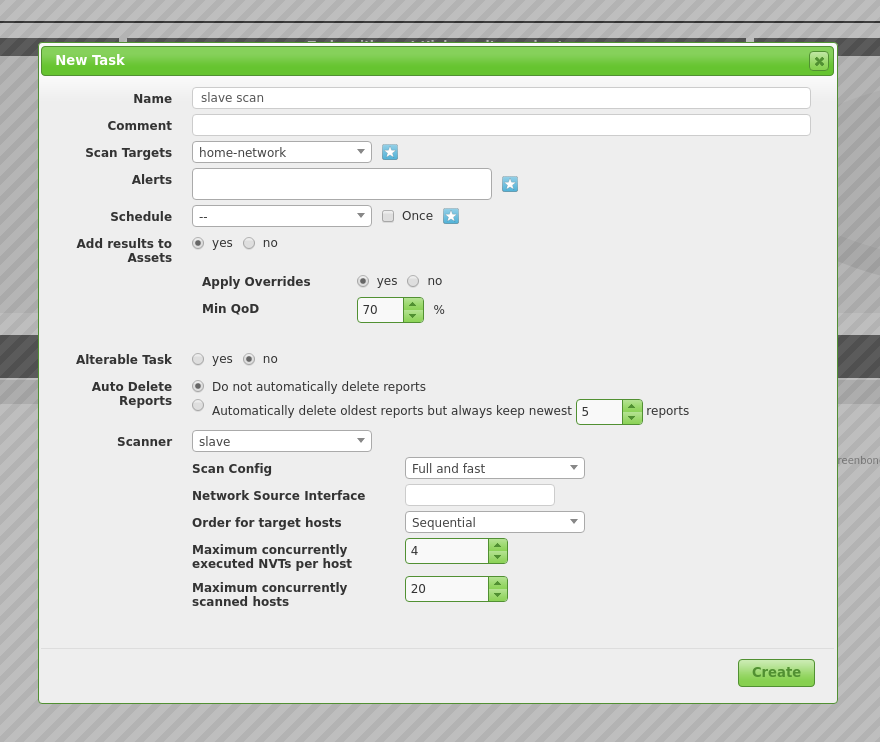 New Task
Name slave scan
Comment
Scan Targets home-network
Alerts
Schedule -- Once
Add results to yes no
Assets
Apply Overrides yes no
Min QoD 70 %
Alterable Task yes no
Auto Delete Do not automatically delete reports
Reports
Automatically delete oldest reports but always keep newest 5 reports
Scanner slave
Scan Config Full and fast
Network Source Interface
Order for target hosts Sequential
Maximum concurrently 4
executed NVTs per host
Maximum concurrently 20
scanned hosts
Create